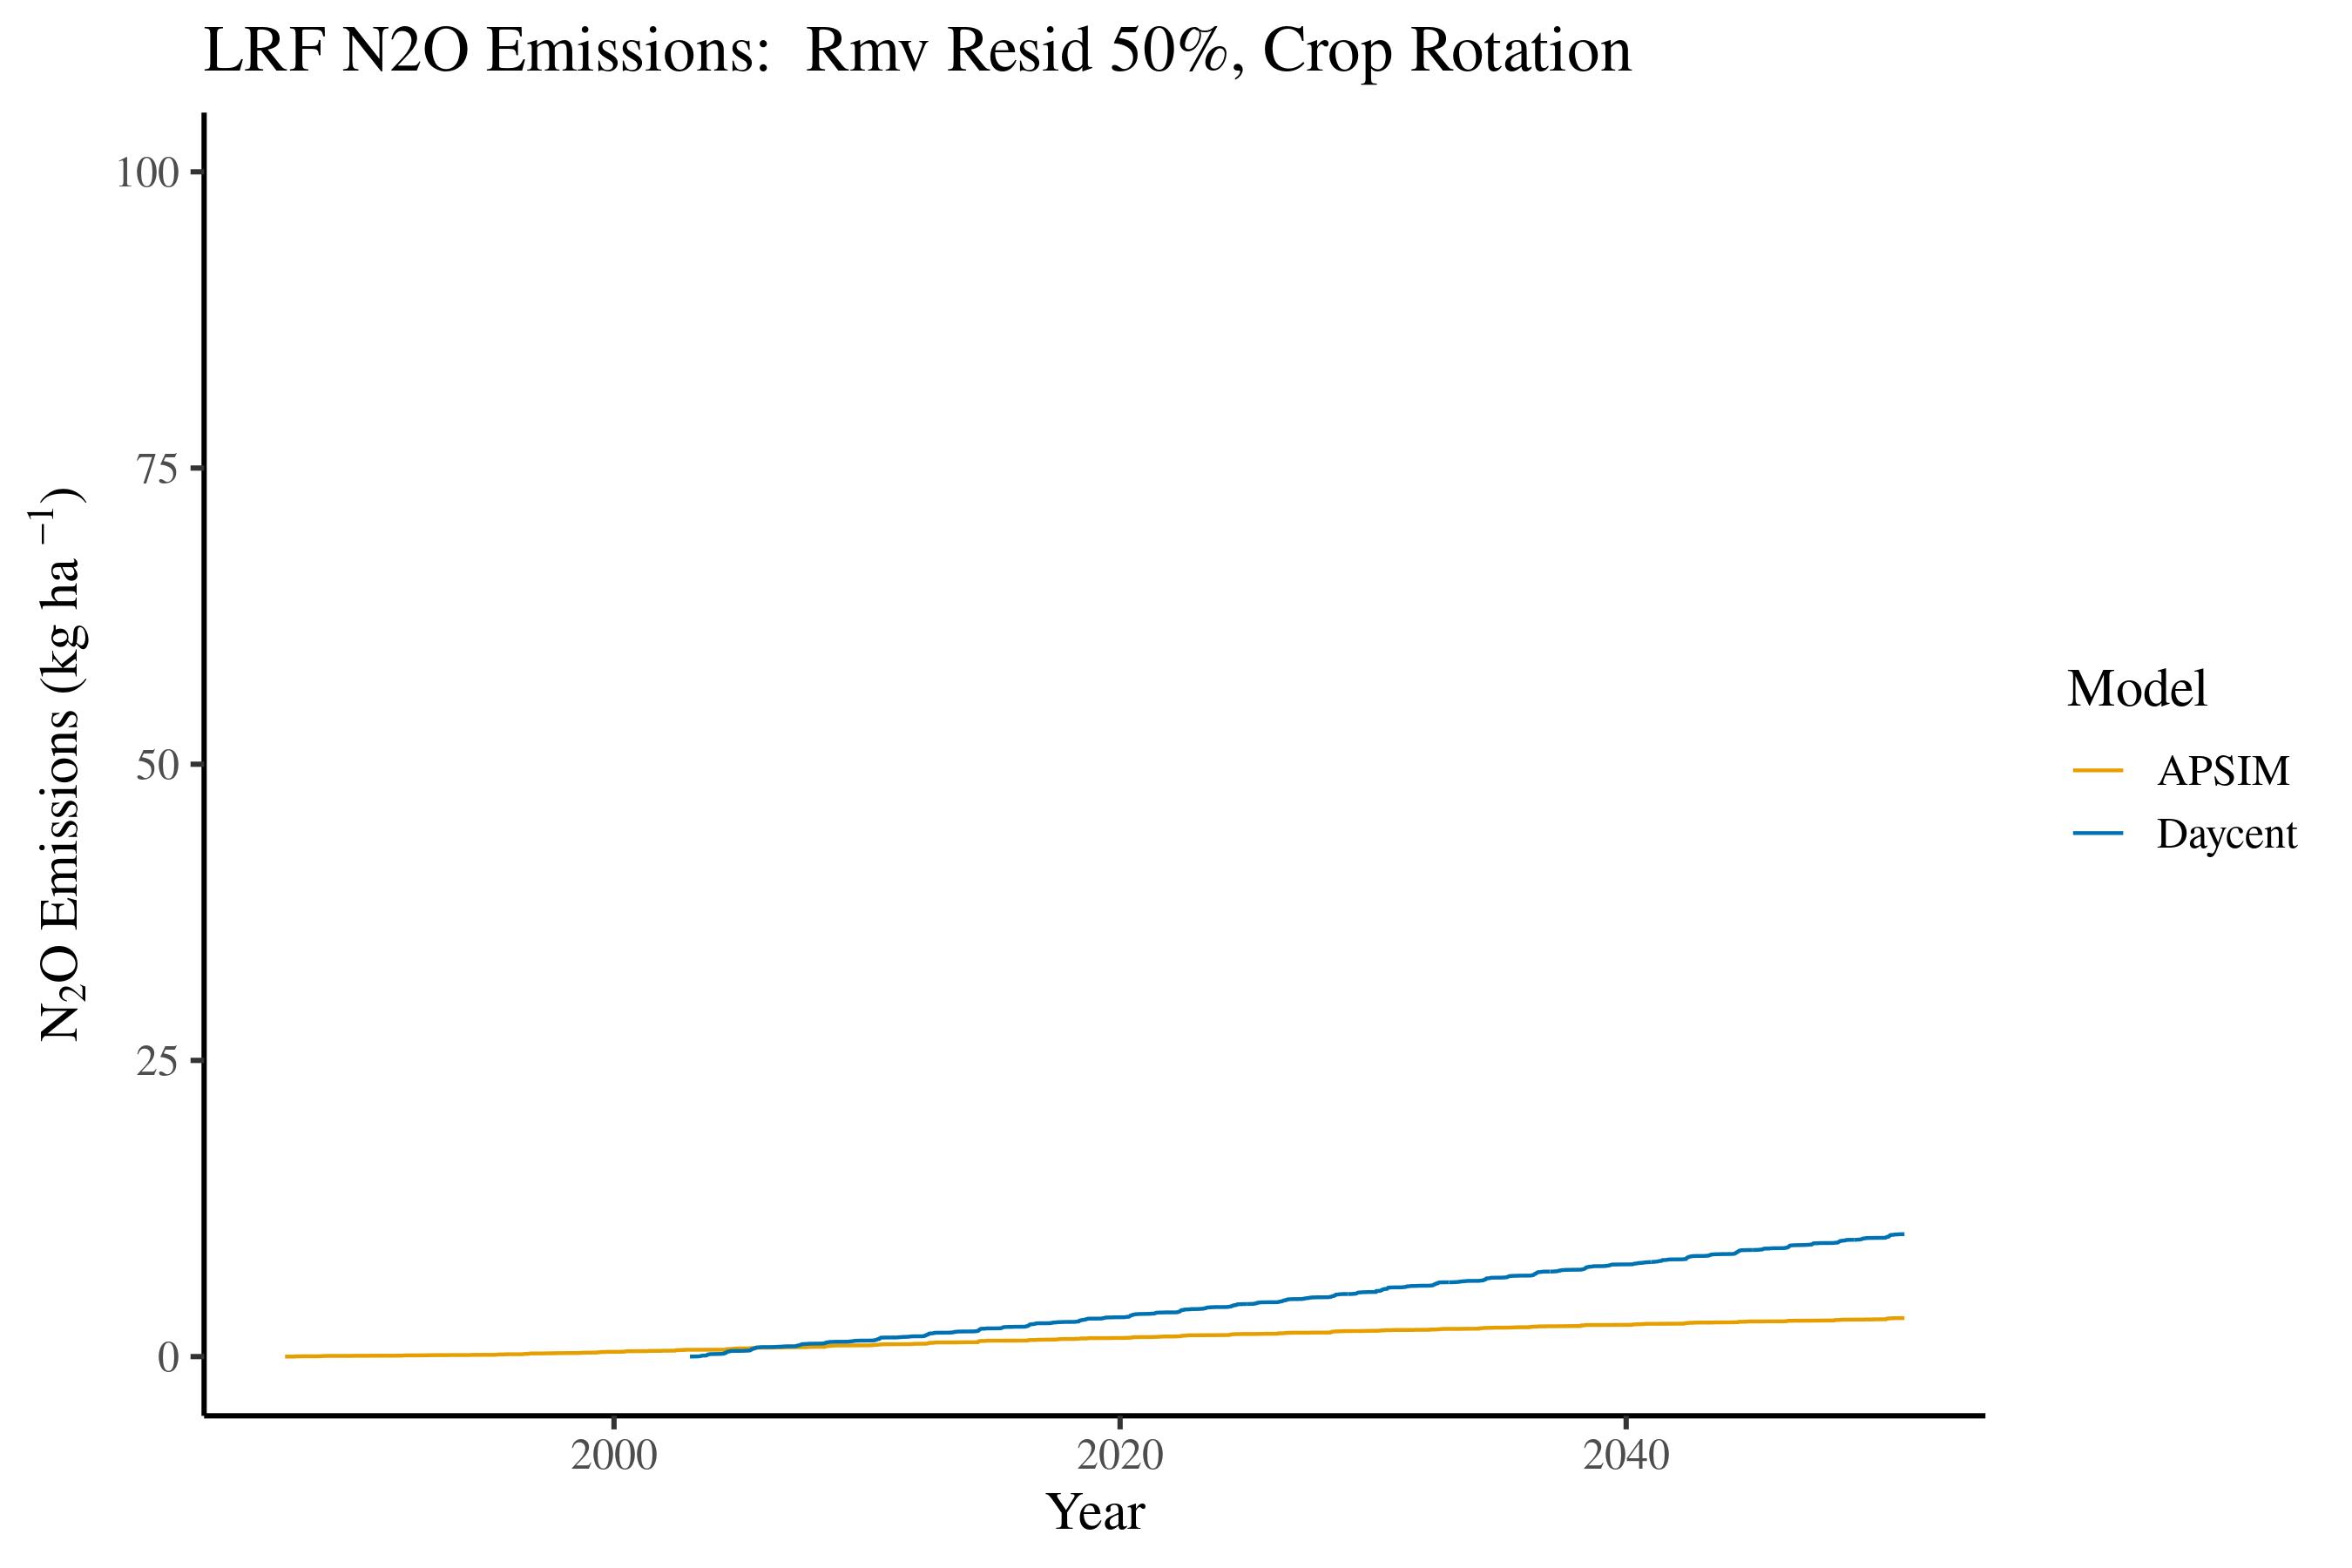 LRF N2O Emissions:  Rmv Resid 50%, Crop Rotation
N₂O Emissions (kg ha ⁻¹)
100
75
50
25
0
2000
2020
2040
Year
Model
APSIM
Daycent